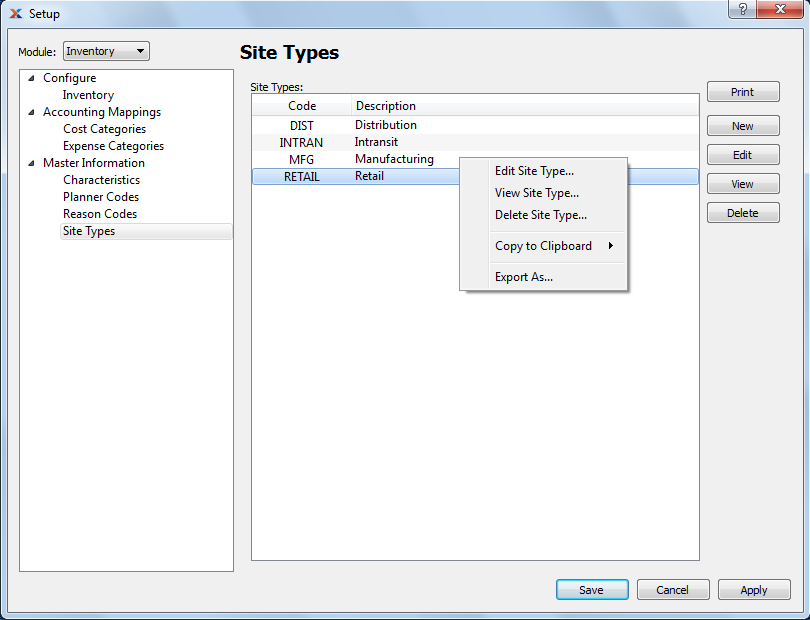 Setup
?
Module: Inventory
Site Types
Configure
Inventory
Accounting Mappings
Cost Categories
Expense Categories
Master Information
Characteristics
Planner Codes
Reason Codes
Site Types
Site Types:
Code Description
DIST Distribution
INTRAN Intransit
MFG Manufacturing
RETAIL Retail
Edit Site Type...
View Site Type...
Delete Site Type...
Copy to Clipboard
Export As...
Print
New
Edit
View
Delete
Save Cancel Apply